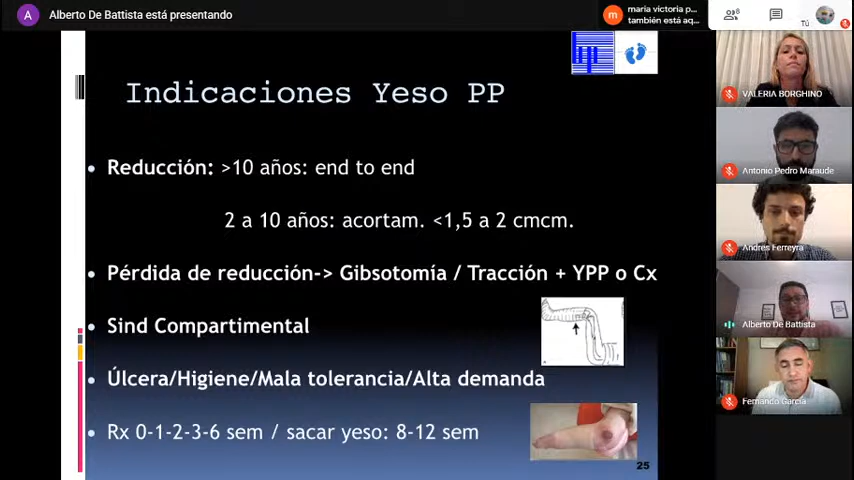 A Alberto De Battista está presentando
m maria victoria p...
también está aq...
8
Tú
Indicaciones Yeso PP
VALERIA BORGHINO
Reducción: >10 años: end to end
Antonio Pedro Maraude
2 a 10 años: acortam. <1,5 a 2 cmcm.
Andres Ferreyra
Pérdida de reducción-> Gibsotomía / Tracción + YPP o Cx
Sind Compartimental
Alberto De Battista
Úlcera/Higiene/Mala tolerancia/Alta demanda
Fernando García
Rx 0-1-2-3-6 sem / sacar yeso: 8-12 sem
25